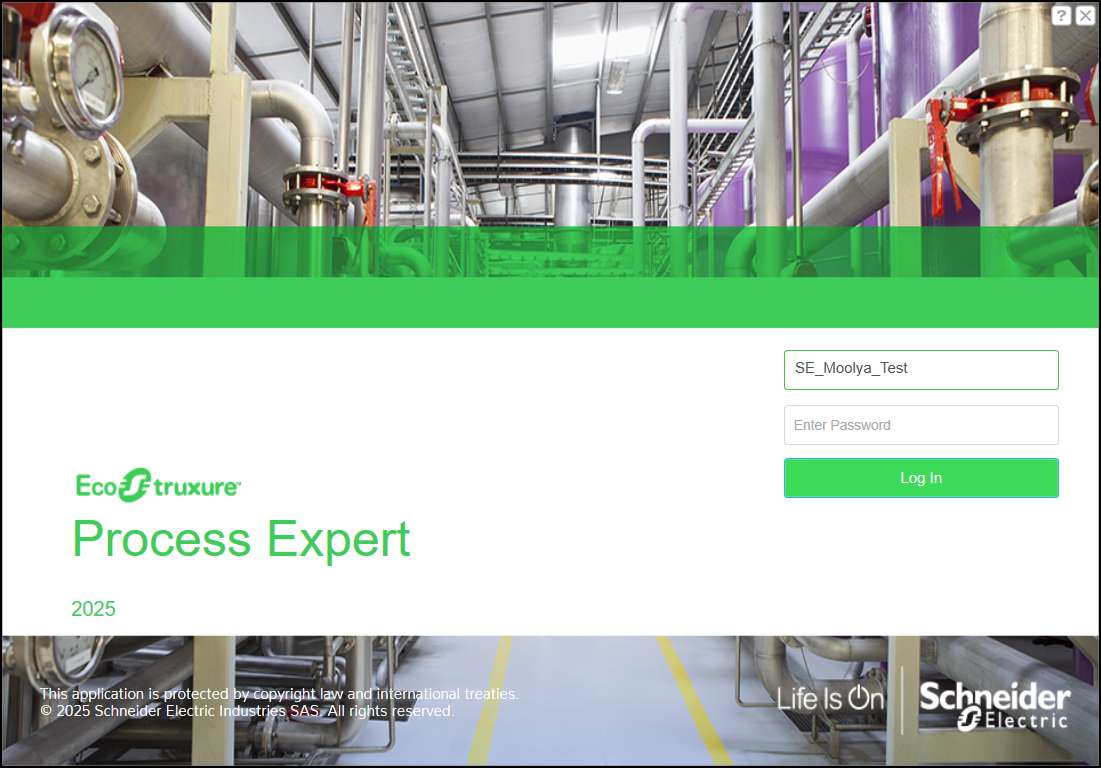 ?
SE_Moolya_Test
Enter Password
Log In
EcoStruxure™
Process Expert
2025
This application is protected by copyright law and international treaties.
© 2025 Schneider Electric Industries SAS. All rights reserved.
Life Is On
Schneider
Electric